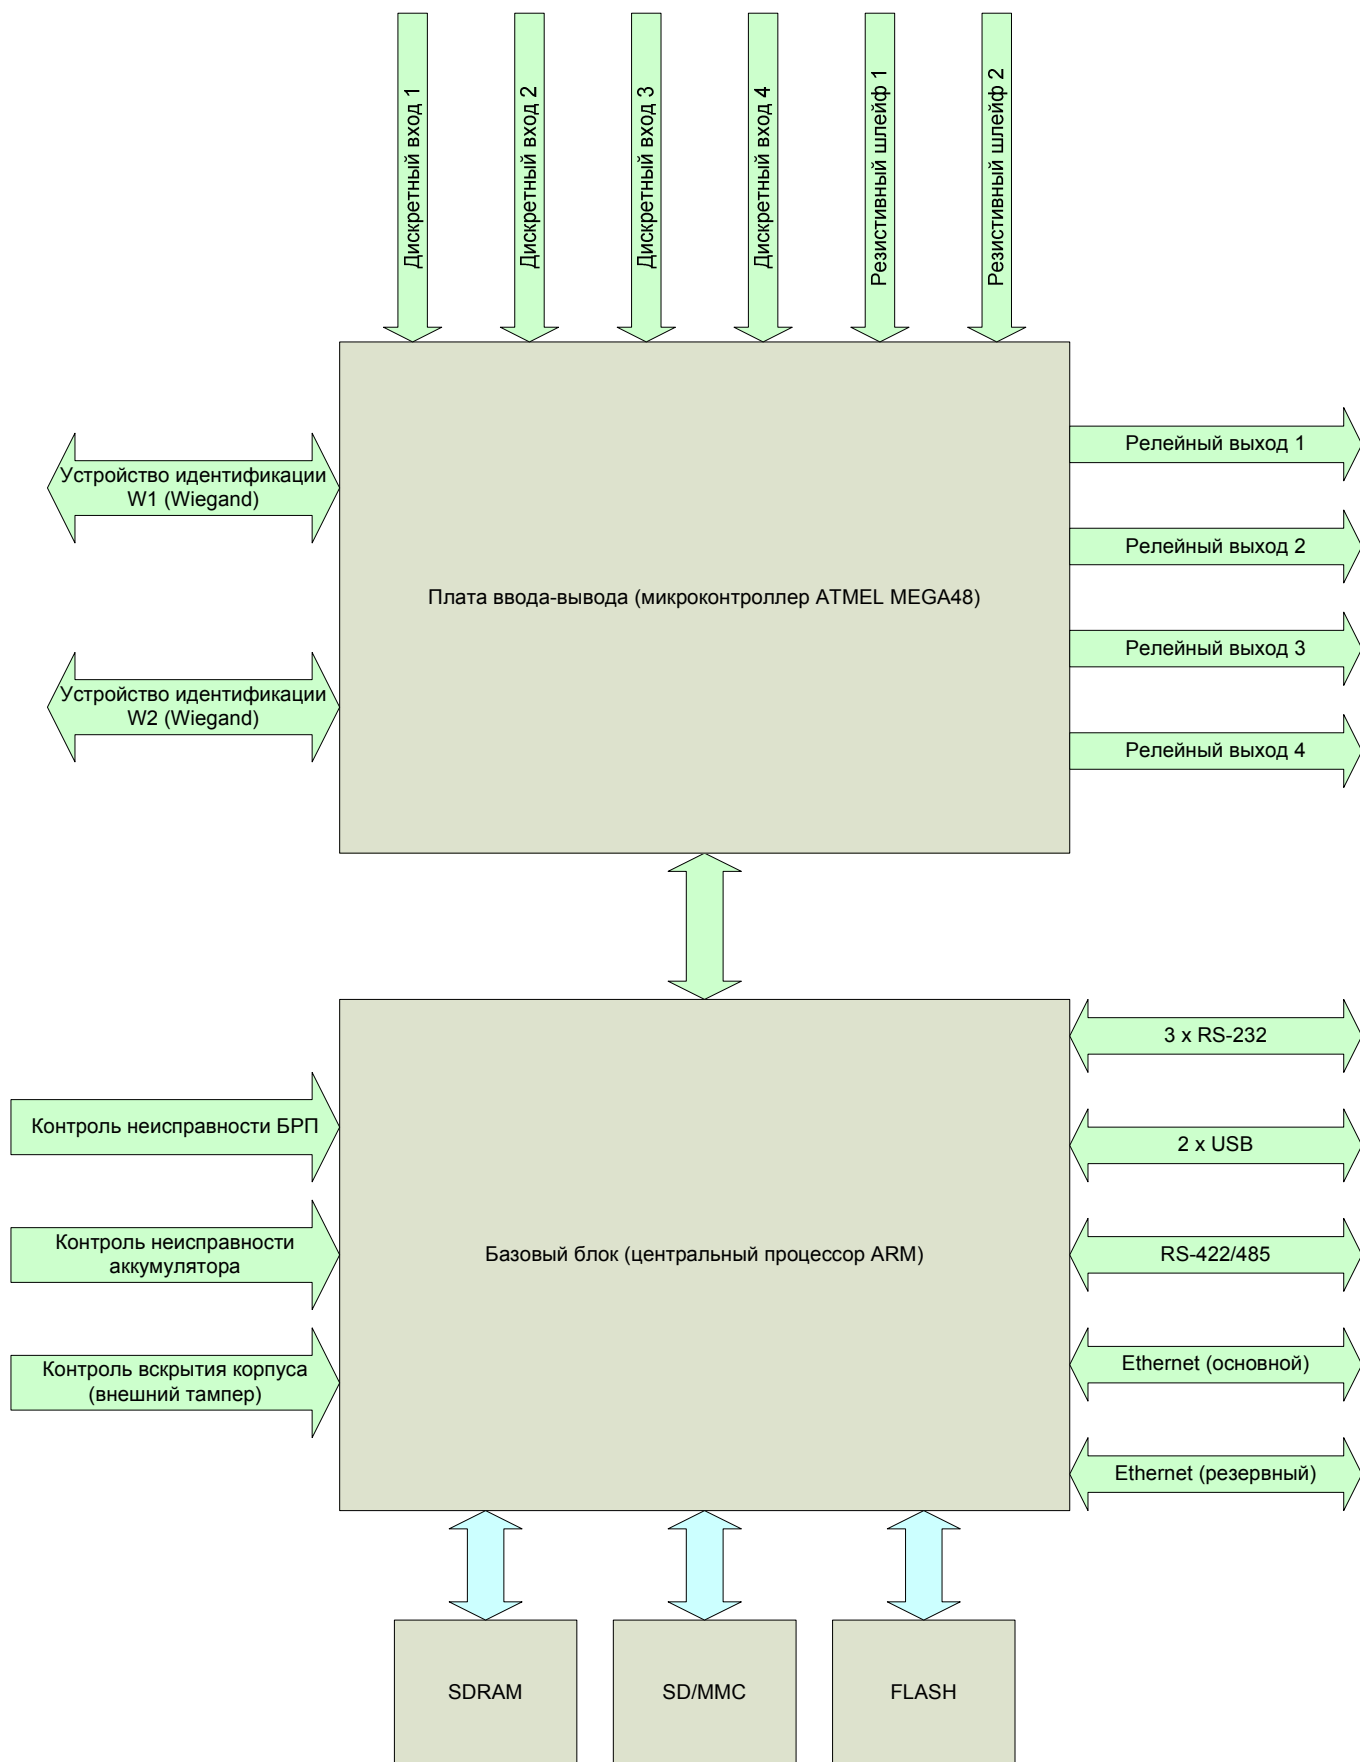 Дискретный вход 1
Дискретный вход 2
Дискретный вход 3
Дискретный вход 4
Резистивный шлейф 1
Резистивный шлейф 2
Устройство идентификации
W1 (Wiegand)
Устройство идентификации
W2 (Wiegand)
Плата ввода-вывода (микроконтроллер ATMEL MEGA48)
Релейный выход 1
Релейный выход 2
Релейный выход 3
Релейный выход 4
Контроль неисправности БРП
Контроль неисправности
аккумулятора
Контроль вскрытия корпуса
(внешний тампер)
Базовый блок (центральный процессор ARM)
3 x RS-232
2 x USB
RS-422/485
Ethernet (основной)
Ethernet (резервный)
SDRAM
SD/MMC
FLASH